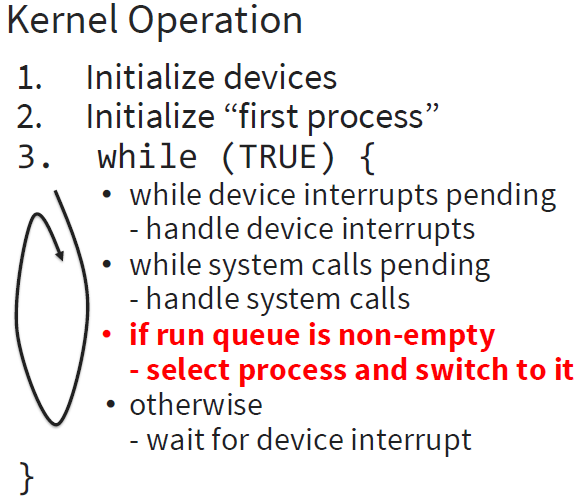 Kernel Operation
1. Initialize devices
2. Initialize “first process”
3. while (TRUE) {
• while device interrupts pending
- handle device interrupts
• while system calls pending
- handle system calls
• if run queue is non-empty
- select process and switch to it
• otherwise
- wait for device interrupt
}